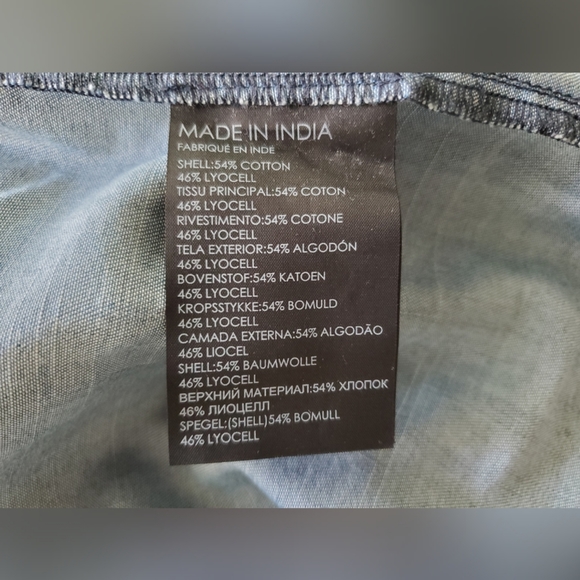 MADE IN INDIA
FABRIQUÉ EN INDE
SHELL:54% COTTON
46% LYOCELL
TISSU PRINCIPAL:54% COTON
46% LYOCELL
RIVESTIMENTO:54% COTONE
46% LYOCELL
TELA EXTERIOR:54% ALGODÓN
46% LYOCELL
BOVENSTOF:54% KATOEN
46% LYOCELL
KROPSSTYKKE:54% BOMULD
46% LYOCELL
CAMADA EXTERNA:54% ALGODÃO
46% LIOCEL
SHELL:54% BAUMWOLLE
46% LYOCELL
ВЕРХНИЙ МАТЕРИАЛ:54% ХЛОПОК
46% ЛИОЦЕЛЛ
SPEGEL:(SHELL)54% BOMULL
46% LYOCELL